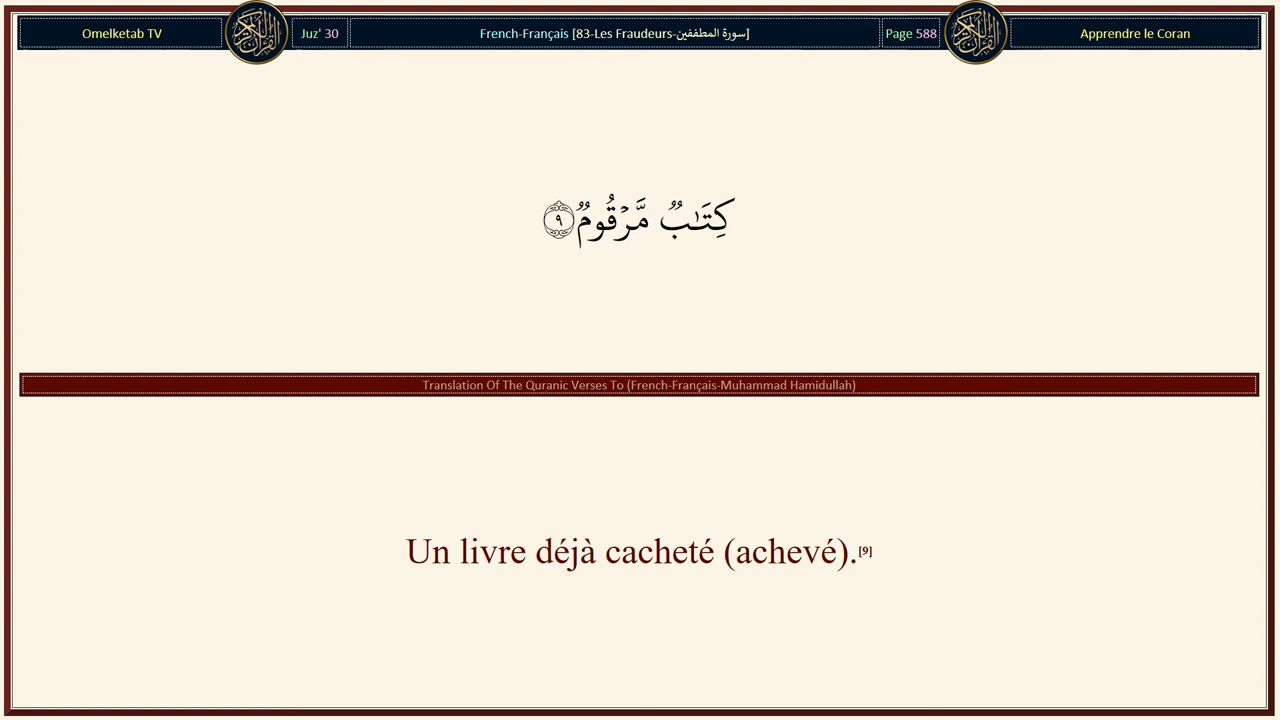 Omelketab TV
Juz' 30
French-Français [83-Les Fraudeurs-سورة المطففين]
Page 588
Apprendre le Coran
كِتَٰبٌ مَّرۡقُومٌ ٩
Translation Of The Quranic Verses To (French-Français-Muhammad Hamidullah)
Un livre déjà cacheté (achevé).[9]